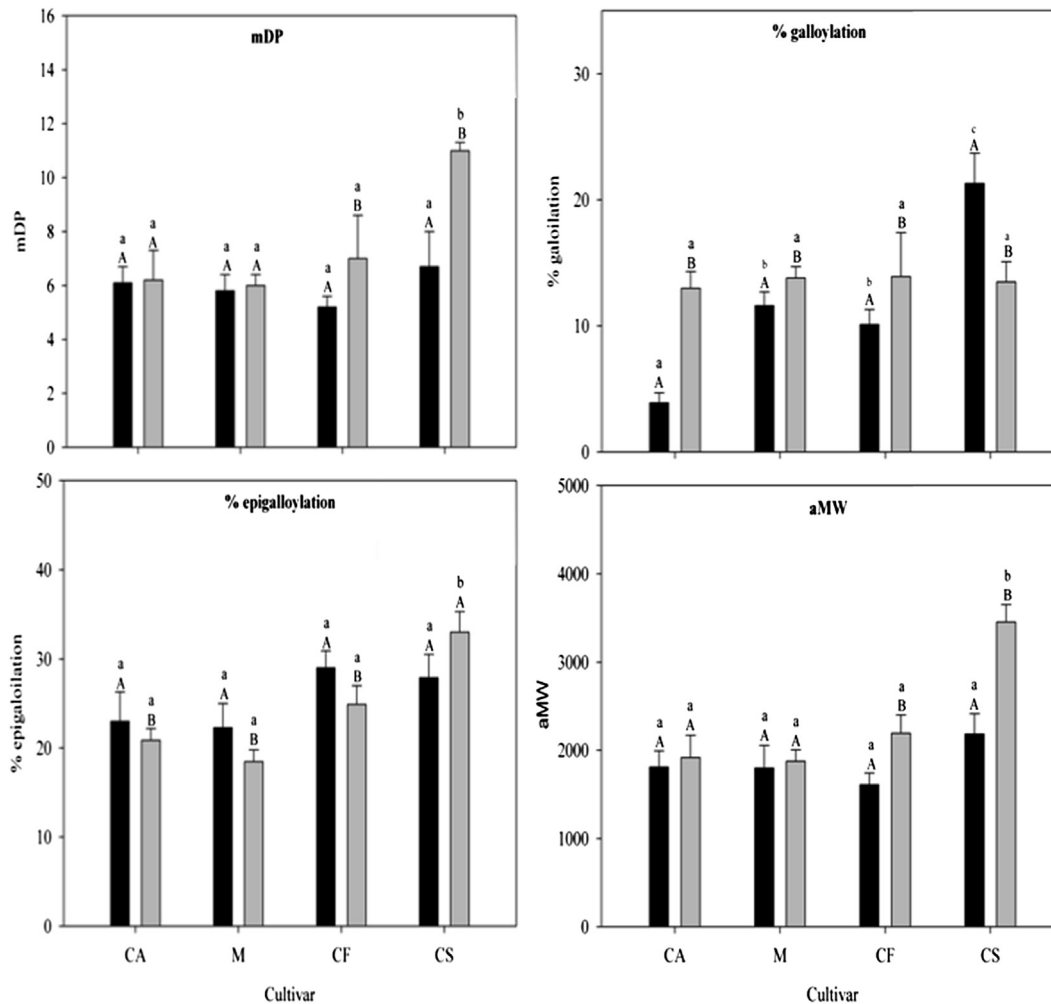 mDP
mDP
16
14
12
10
8
6
4
2
0
a
A
a
A
a
A
a
A
a
A
a
B
a
A
b
B
% galloylation
% galoilation
30
20
10
0
a
A
a
B
b
A
a
B
b
A
a
B
c
A
a
B
% epigalloylation
% epigaloilation
50
40
30
20
10
0
a
A
a
B
a
A
a
B
a
A
a
B
a
A
b
A
CA M CF CS
Cultivar
aMW
aMW
5000
4000
3000
2000
1000
0
a
A
a
A
a
A
a
A
a
A
a
B
a
A
b
B
CA M CF CS
Cultivar